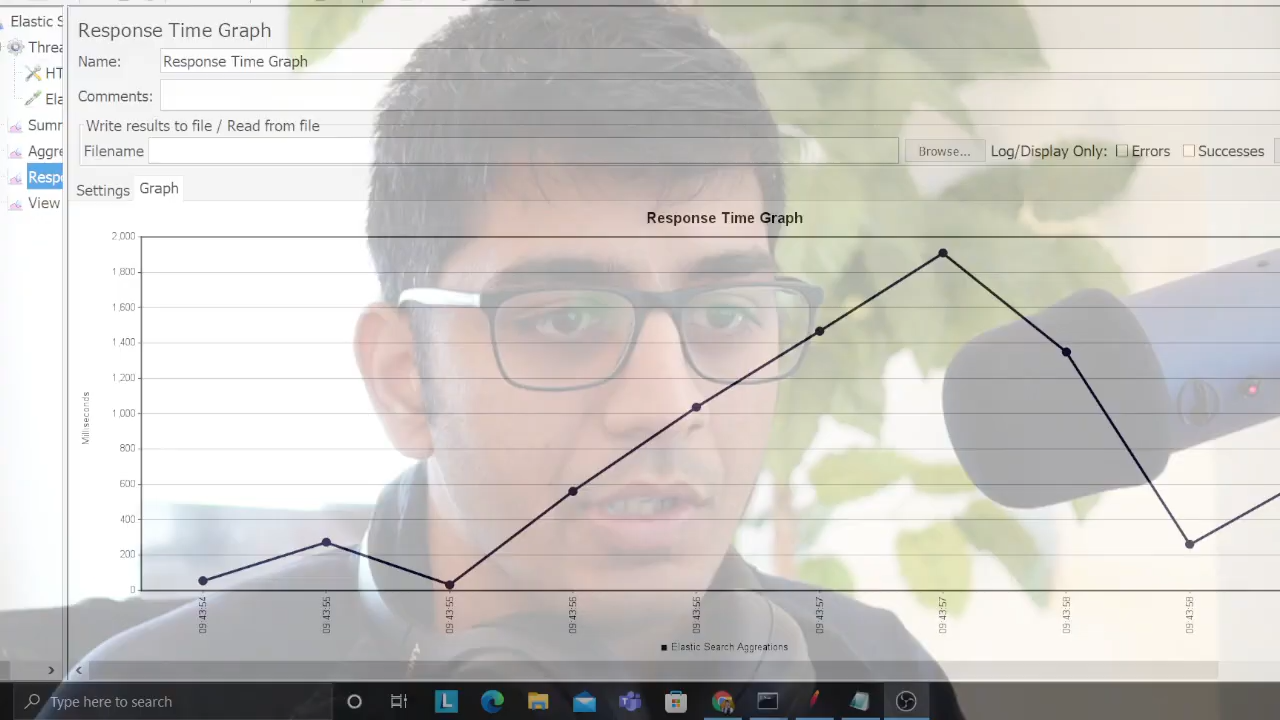 Elastic S
Response Time Graph
Threa
Name: Response Time Graph
HT
Comments:
Ela
Summ
Write results to file / Read from file
Aggre
Filename
Browse...
Log/Display Only:
Errors
Successes
Respo
Settings
Graph
View
Response Time Graph
2,000
1,800
1,600
1,400
1,200
1,000
800
600
400
200
0
Milliseconds
09:43:54
09:43:55
09:43:55
09:43:56
09:43:56
09:43:57
09:43:57
09:43:58
09:43:58
Elastic Search Aggreations
Type here to search